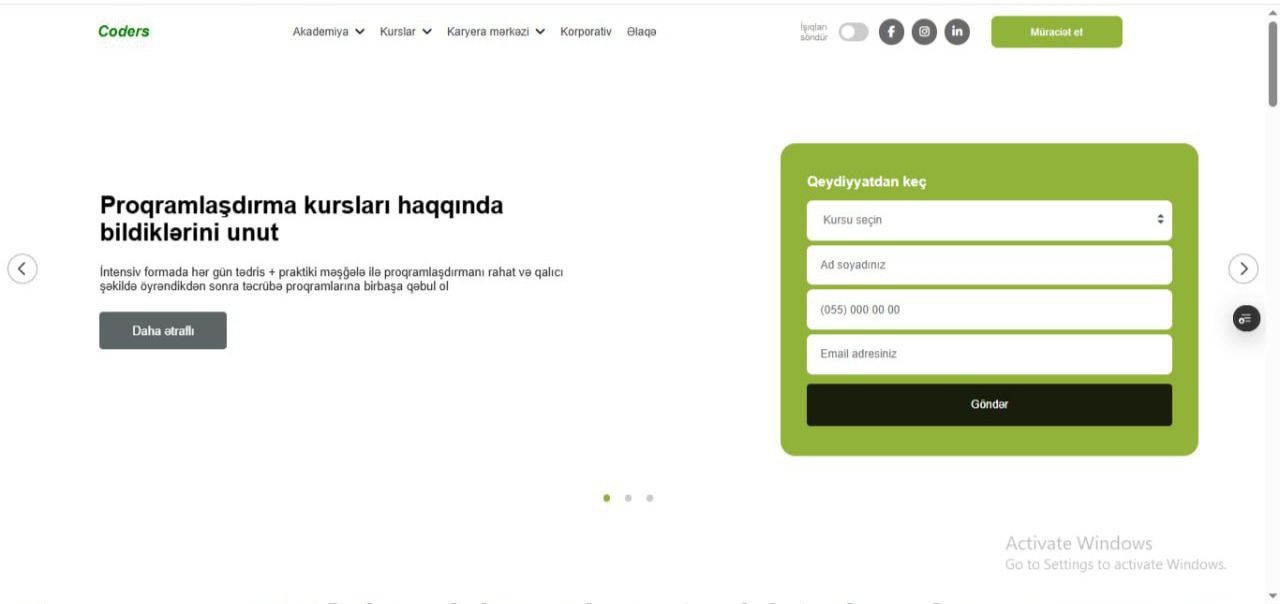 Coders
Akademiya Kurslar Karyera mərkəzi Korporativ Əlaqə
İşıqları
söndür
Müraciət et
Proqramlaşdırma kursları haqqında
bildiklərini unut
İntensiv formada hər gün tədris + praktiki məşğələ ilə proqramlaşdırmanı rahat və qalıcı
şəkildə öyrəndikdən sonra təcrübə proqramlarına birbaşa qəbul ol
Daha ətraflı
Qeydiyyatdan keç
Kursu seçin
Ad soyadınız
(055) 000 00 00
Email adresiniz
Göndər
Activate Windows
Go to Settings to activate Windows.